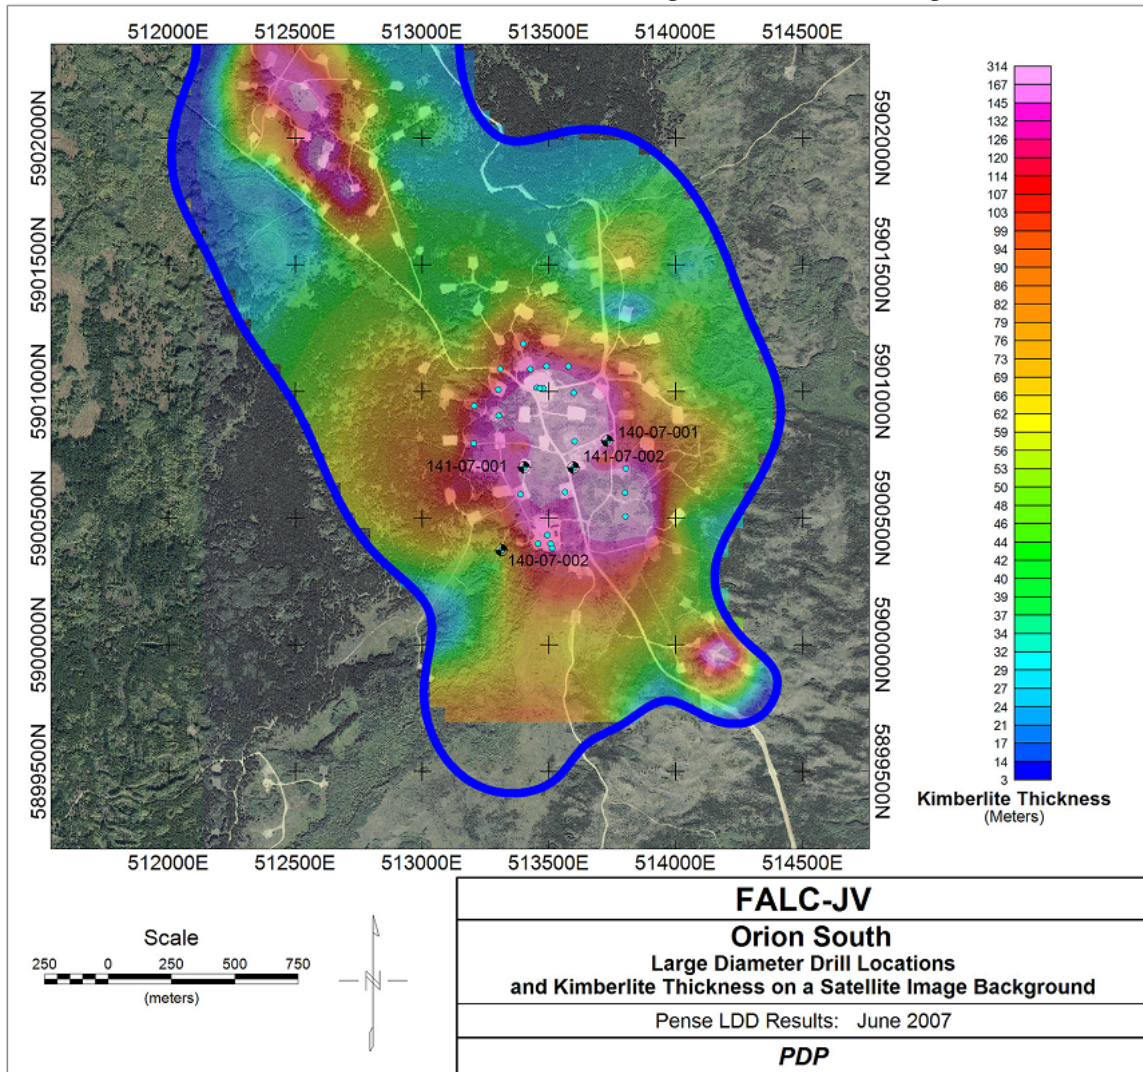 512000E 512500E 513000E 513500E 514000E 514500E
5902000N
5901500N
5901000N
5900500N
5900000N
5899500N
5902000N
5901500N
5901000N
5900500N
5900000N
5899500N
140-07-001
141-07-002
141-07-001
140-07-002
512000E 512500E 513000E 513500E 514000E 514500E
314
167
145
132
126
120
114
107
103
99
94
90
86
82
79
76
73
69
66
62
59
56
53
50
48
46
44
42
40
39
37
34
32
29
27
24
21
17
14
3
Kimberlite Thickness
(Meters)
Scale
250 0 250 500 750
(meters)
N
FALC-JV
Orion South
Large Diameter Drill Locations
and Kimberlite Thickness on a Satellite Image Background
Pense LDD Results: June 2007
PDP